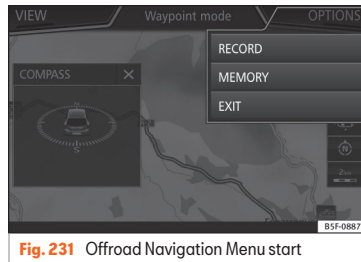 VIEW
Waypoint mode
OPTIONS
RECORD
MEMORY
EXIT
COMPASS
S
N
B5F-0887
Fig. 231 Offroad Navigation Menu start